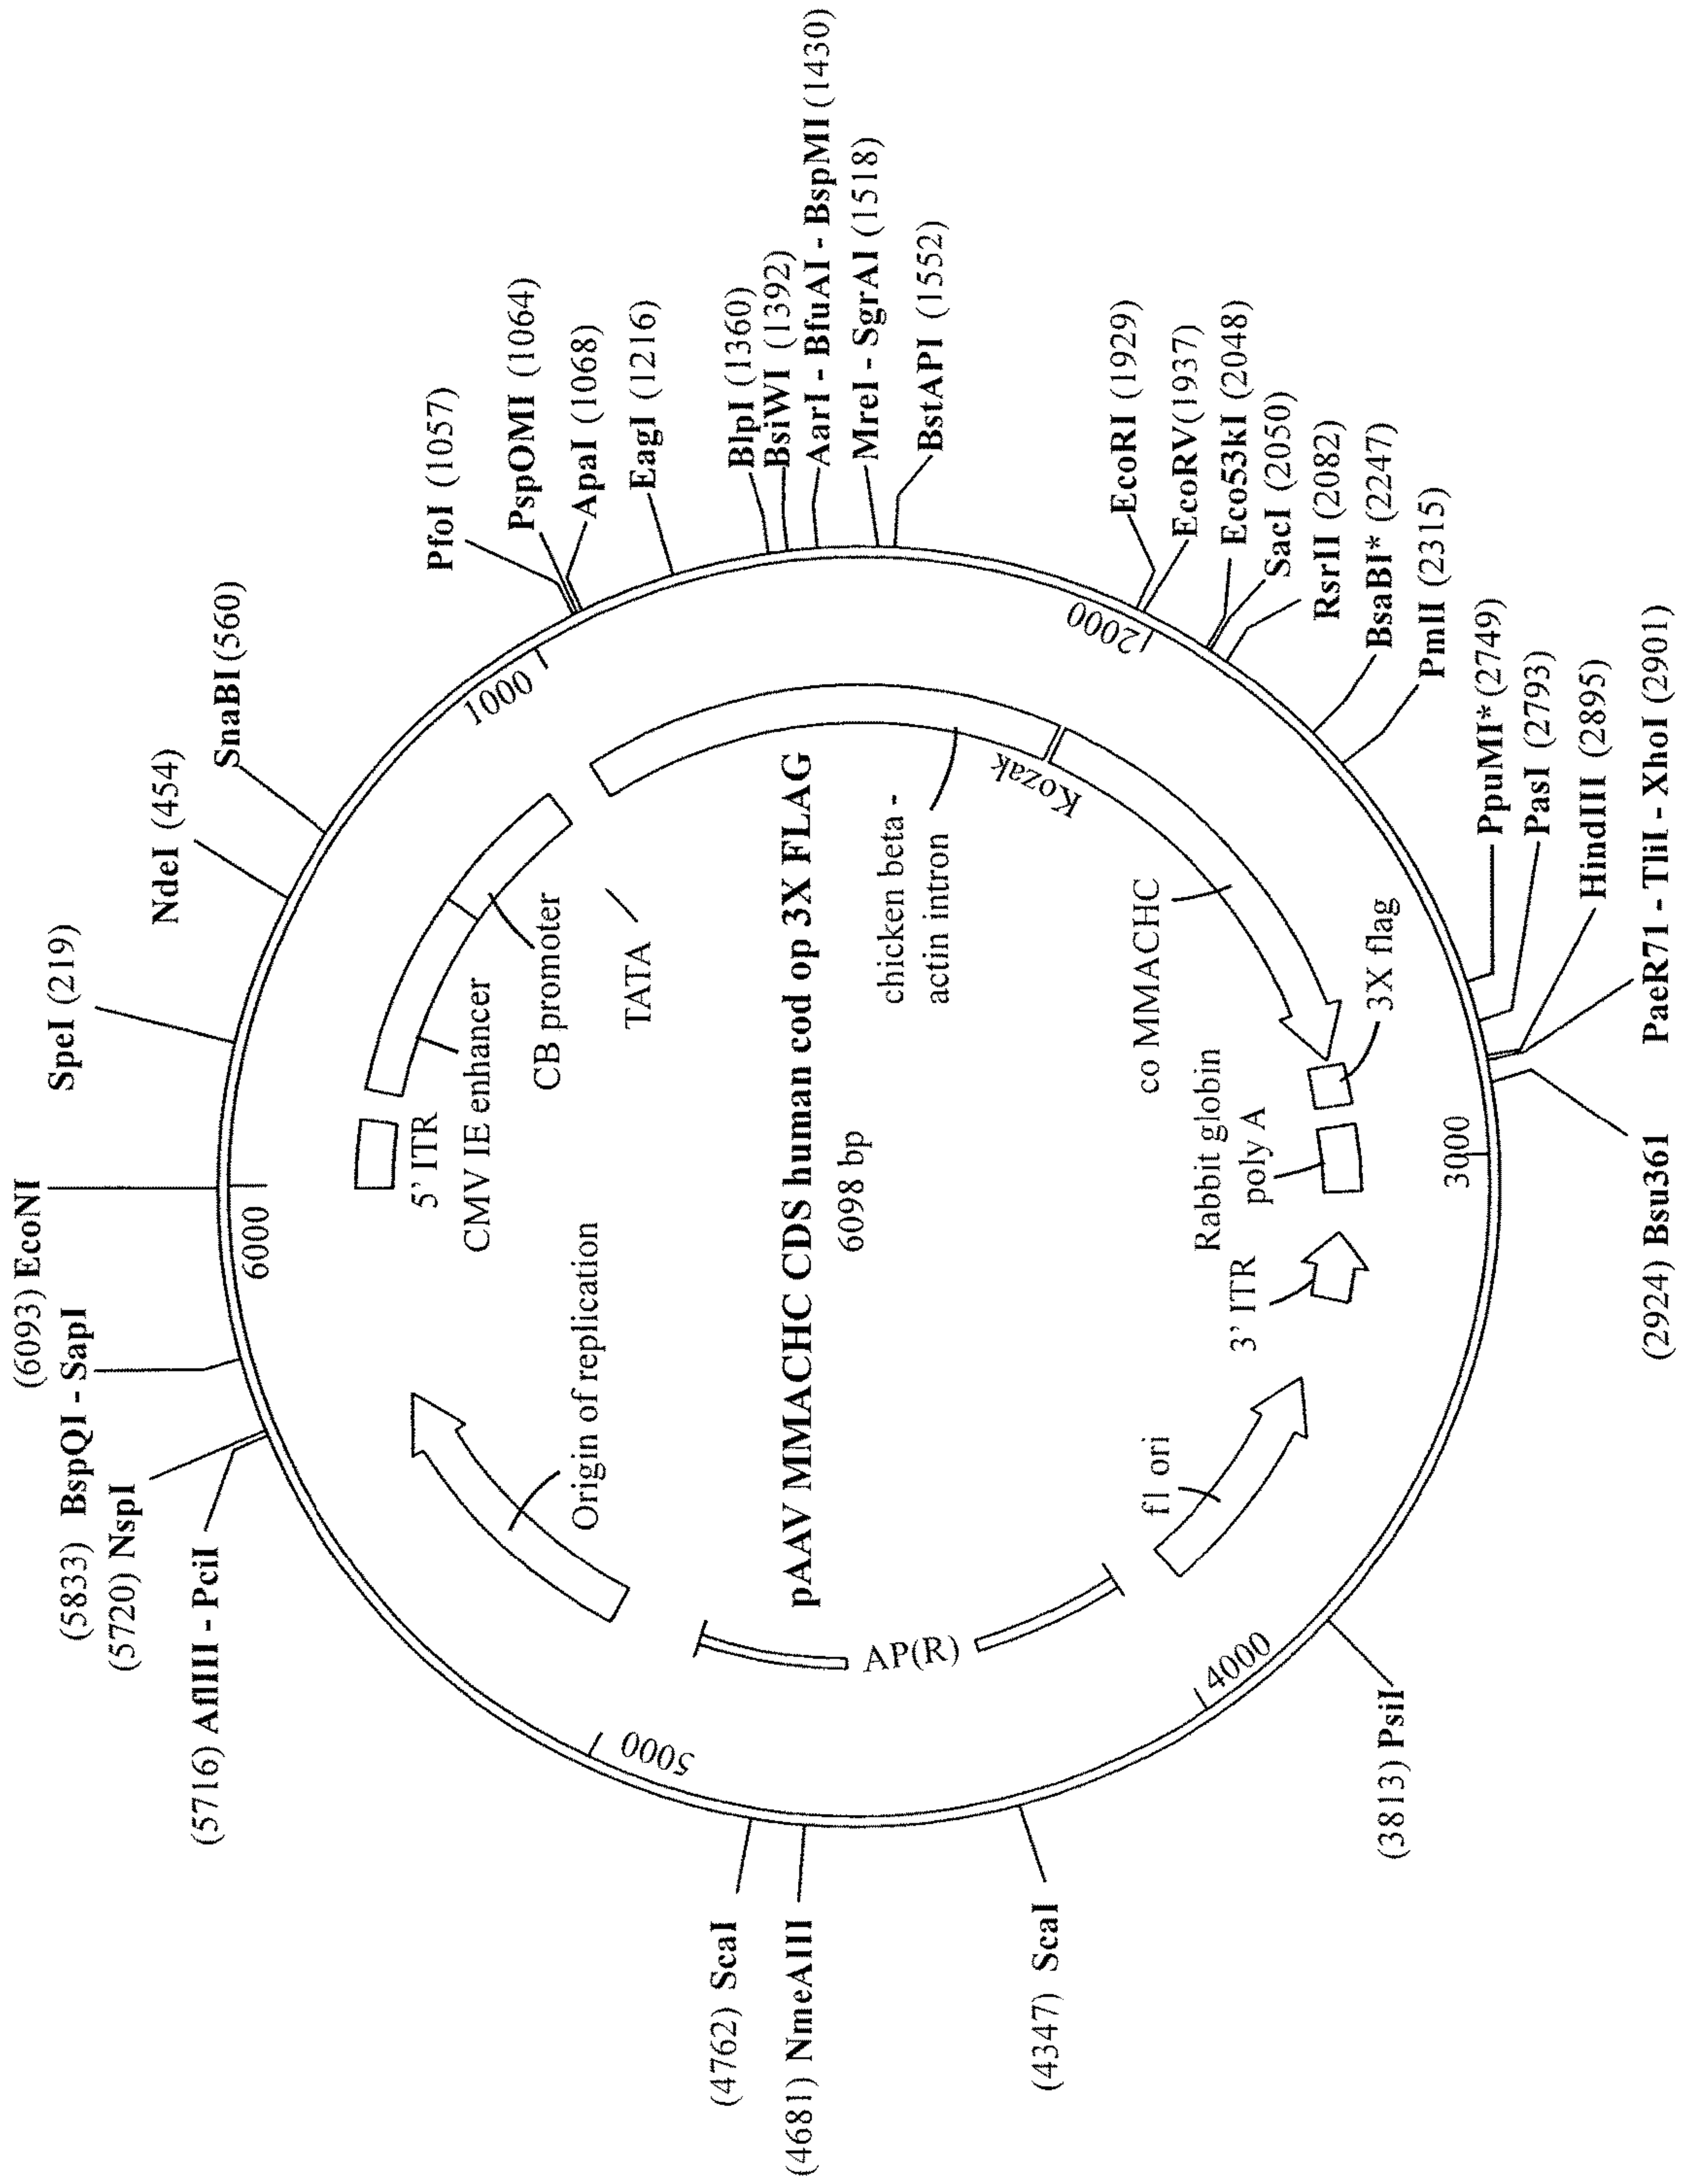 (6093) EcoNI
SpeI (219)
NdeI (454)
SnaBI (560)
PfoI (1057)
PspOMI (1064)
ApaI (1068)
EagI (1216)
BlpI (1360)
BsiWI (1392)
AarI - BfuAI - BspMI (1430)
MreI - SgrAI (1518)
BstAPI (1552)
EcoRI (1929)
EcoRV (1937)
Eco53kI (2048)
SacI (2050)
RsrII (2082)
BsaBI* (2247)
PmlI (2315)
PpuMI* (2749)
PasI (2793)
HindIII (2895)
PaeR71 - TliI - XhoI (2901)
(2924) Bsu361
(3813) PsiI
(4347) ScaI
(4681) NmeAIII
(4762) ScaI
(5716) AflIII - PciI
(5720) NspI
(5833) BspQI - SapI
6000
1000
2000
3000
4000
5000
5' ITR
CMV IE enhancer
CB promoter
TATA
chicken beta -
actin intron
Kozak
co MMACHC
3X flag
Rabbit globin
poly A
3' ITR
f1 ori
AP(R)
Origin of replication
pAAV MMACHC CDS human cod op 3X FLAG
6098 bp